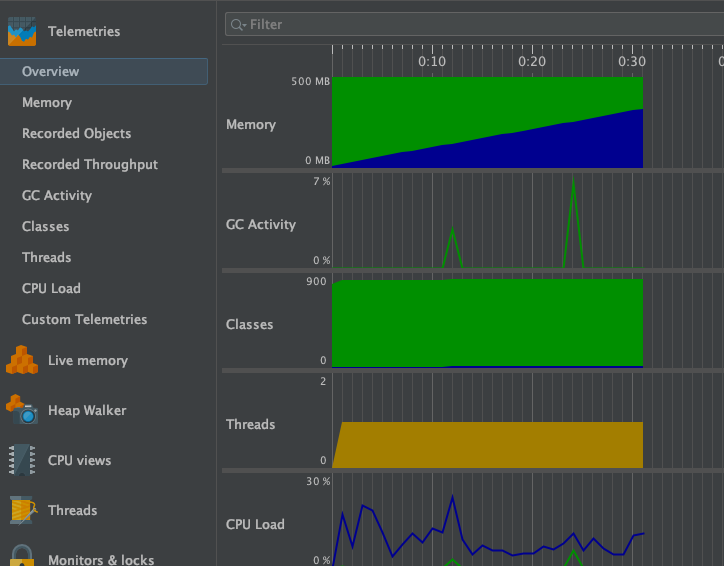 Telemetries
Overview
Memory
Recorded Objects
Recorded Throughput
GC Activity
Classes
Threads
CPU Load
Custom Telemetries
Live memory
Heap Walker
CPU views
Threads
Monitors & locks
Filter
0:10 0:20 0:30
500 MB
Memory
0 MB
7 %
GC Activity
0 %
900
Classes
0
2
Threads
0
30 %
CPU Load
0 %